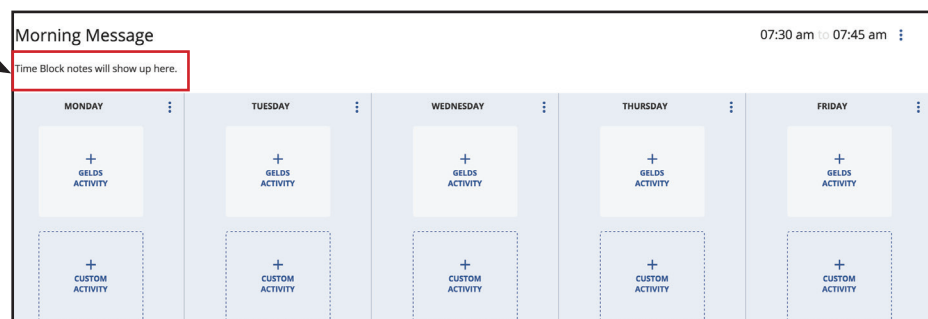 Morning Message 07:30 am to 07:45 am
Time Block notes will show up here.
MONDAY TUESDAY WEDNESDAY THURSDAY FRIDAY
+ + + + +
GELDS GELDS GELDS GELDS GELDS
ACTIVITY ACTIVITY ACTIVITY ACTIVITY ACTIVITY
+ + + + +
CUSTOM CUSTOM CUSTOM CUSTOM CUSTOM
ACTIVITY ACTIVITY ACTIVITY ACTIVITY ACTIVITY